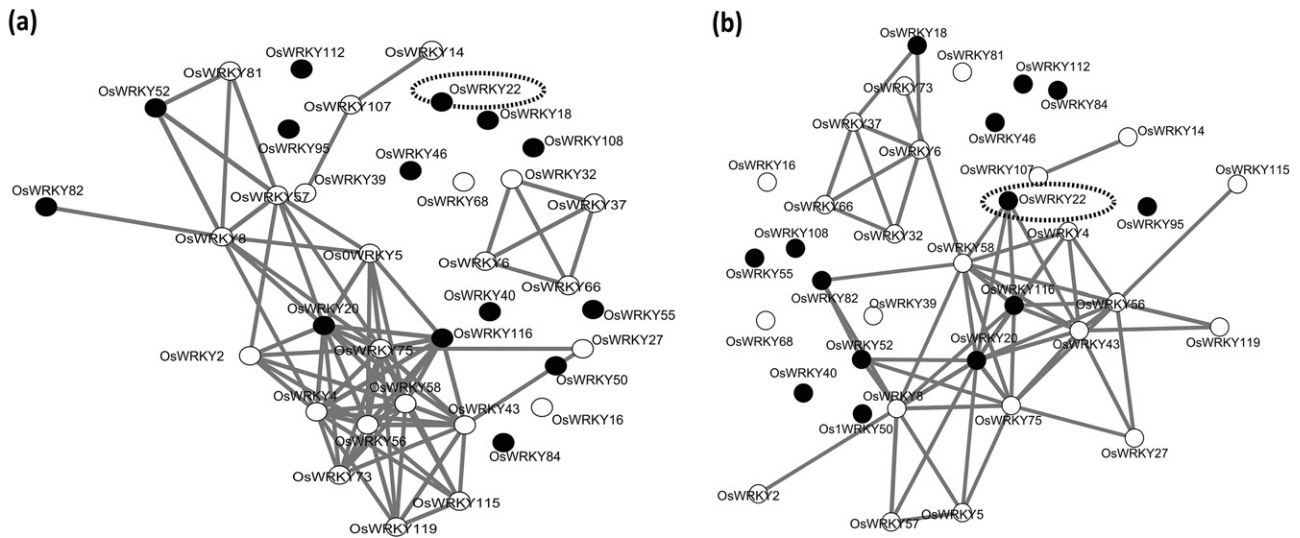 (a)
OsWRKY14
OsWRKY112
OsWRKY81
OsWRKY52
OsWRKY22
OsWRKY107
OsWRKY18
OsWRKY95
OsWRKY108
OsWRKY46
OsWRKY32
OsWRKY82
OsWRKY39
OsWRKY68
OsWRKY57
OsWRKY37
OsWRKY8
Os0WRKY5
OsWRKY6
OsWRKY66
OsWRKY40
OsWRKY20
OsWRKY55
OsWRKY116
OsWRKY2
OsWRKY75
OsWRKY27
OsWRKY50
OsWRKY58
OsWRKY4
OsWRKY43
OsWRKY16
OsWRKY56
OsWRKY84
OsWRKY73
OsWRKY115
OsWRKY119
(b)
OsWRKY18
OsWRKY81
OsWRKY112
OsWRKY73
OsWRKY84
OsWRKY37
OsWRKY46
OsWRKY14
OsWRKY6
OsWRKY16
OsWRKY107
OsWRKY115
OsWRKY22
OsWRKY66
OsWRKY95
OsWRKY32
OsWRKY58
OsWRKY4
OsWRKY108
OsWRKY55
OsWRKY116
OsWRKY82
OsWRKY39
OsWRKY56
OsWRKY68
OsWRKY52
OsWRKY20
OsWRKY43
OsWRKY119
OsWRKY40
OsWRKY8
Os1WRKY50
OsWRKY75
OsWRKY27
OsWRKY2
OsWRKY57
OsWRKY5